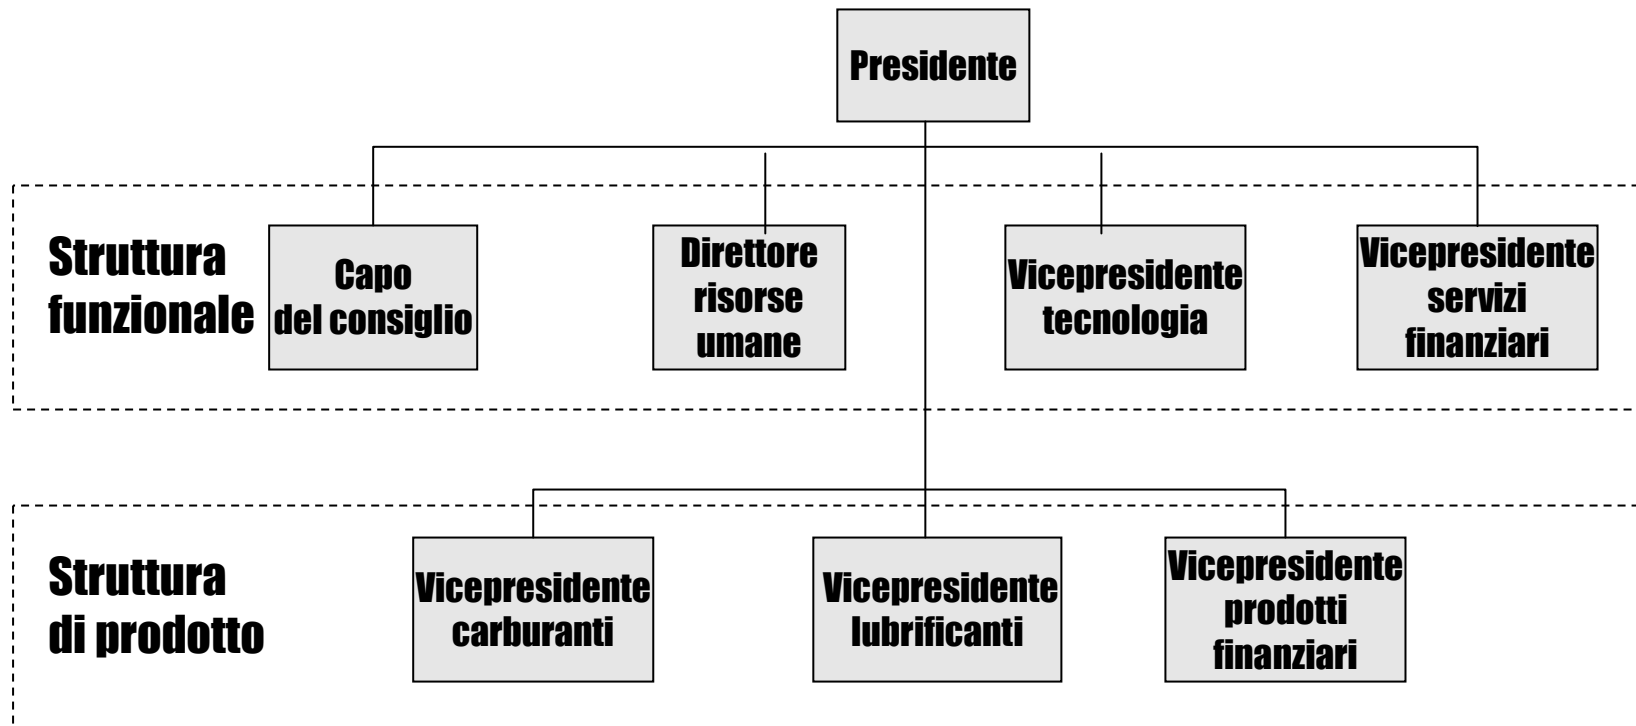 Presidente
Struttura
funzionale
Capo
del consiglio
Direttore
risorse
umane
Vicepresidente
tecnologia
Vicepresidente
servizi
finanziari
Struttura
di prodotto
Vicepresidente
carburanti
Vicepresidente
lubrificanti
Vicepresidente
prodotti
finanziari